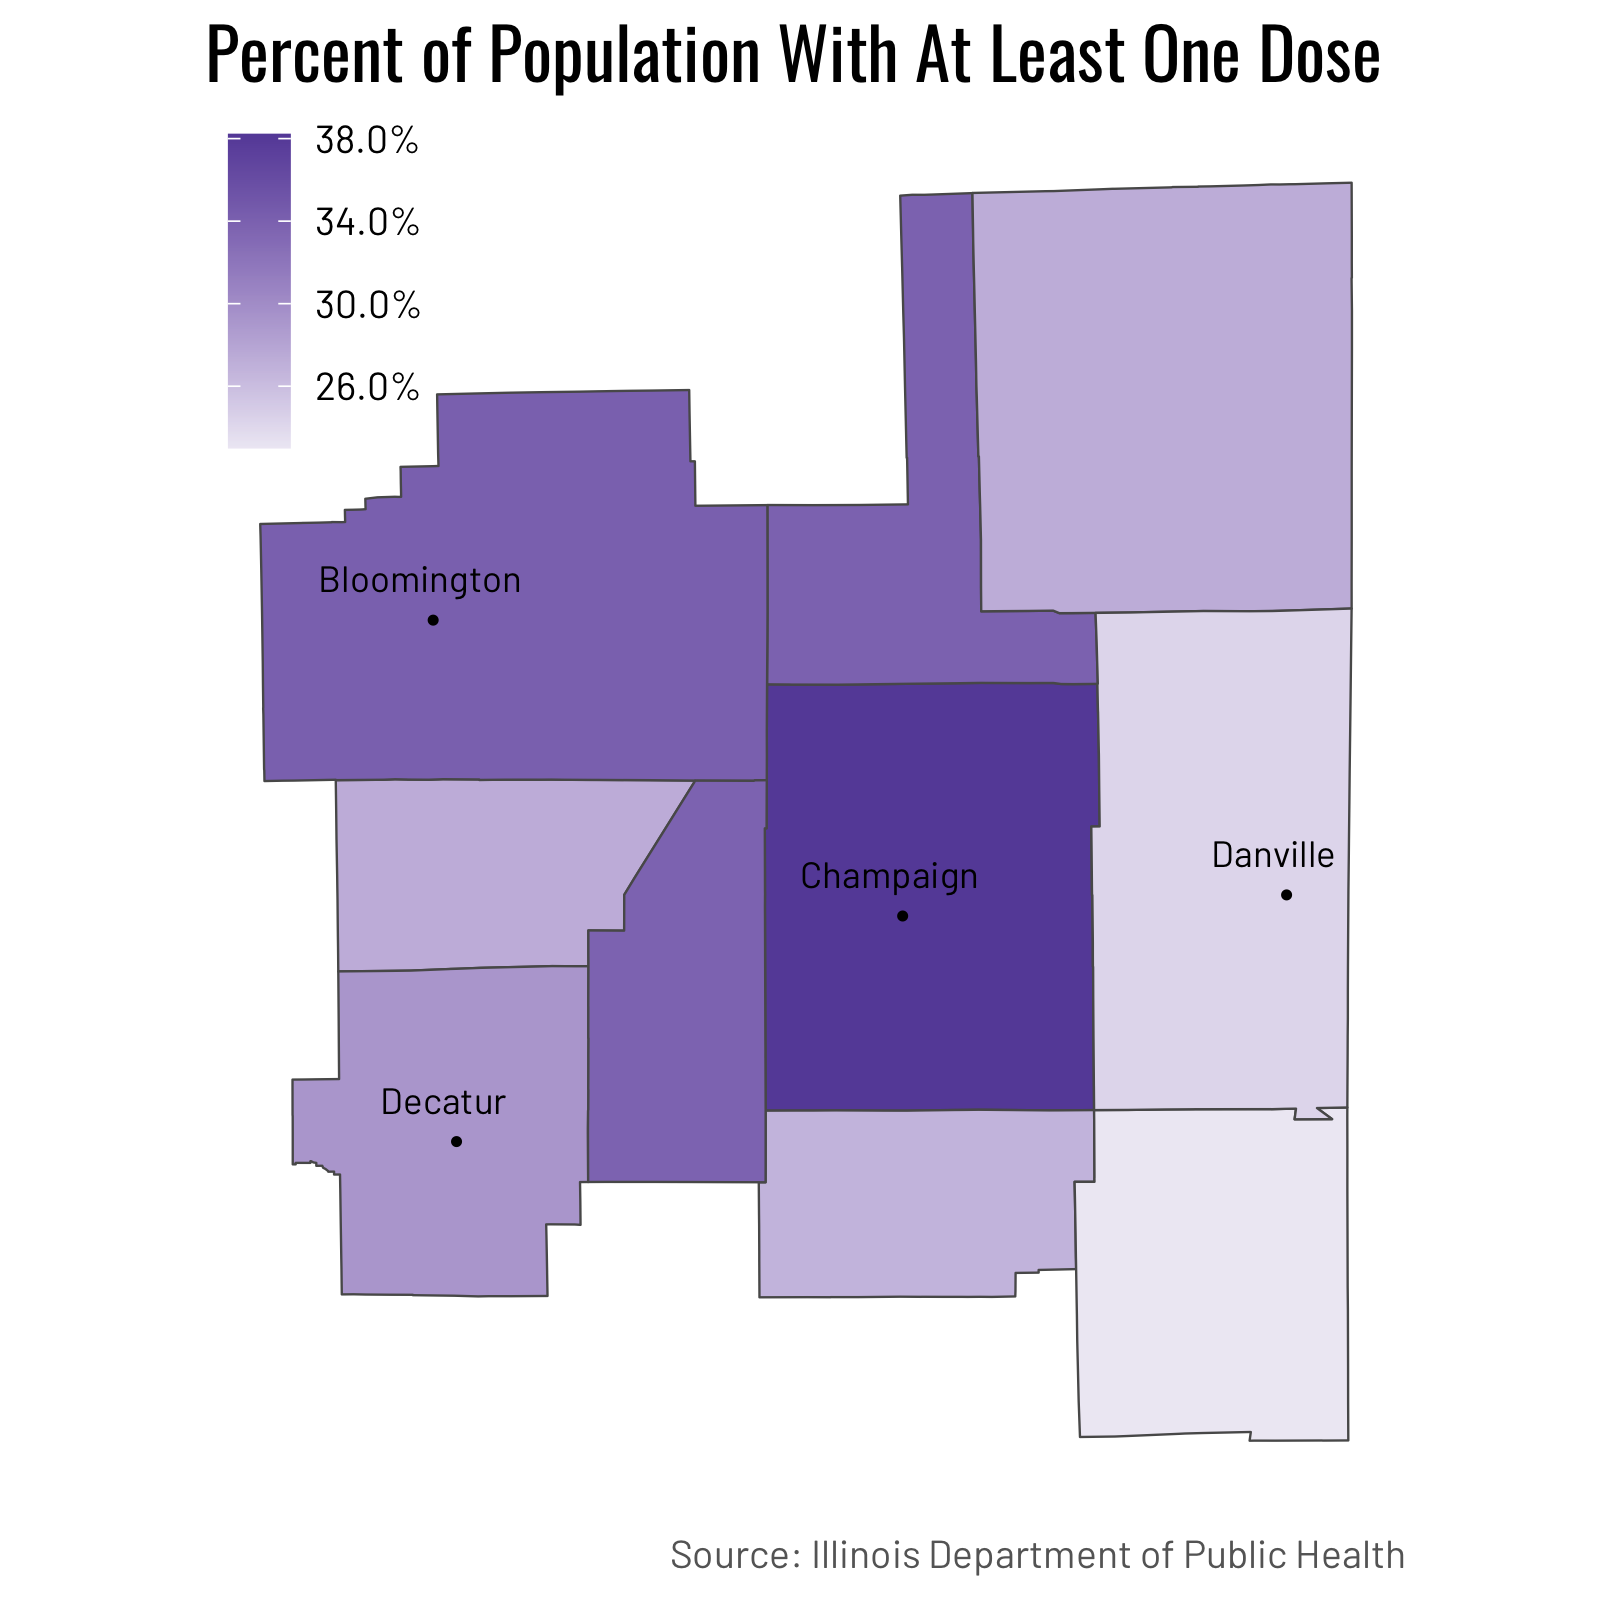 Percent of Population With At Least One Dose
38.0%
34.0%
30.0%
26.0%
Bloomington
Champaign
Danville
Decatur
Source: Illinois Department of Public Health